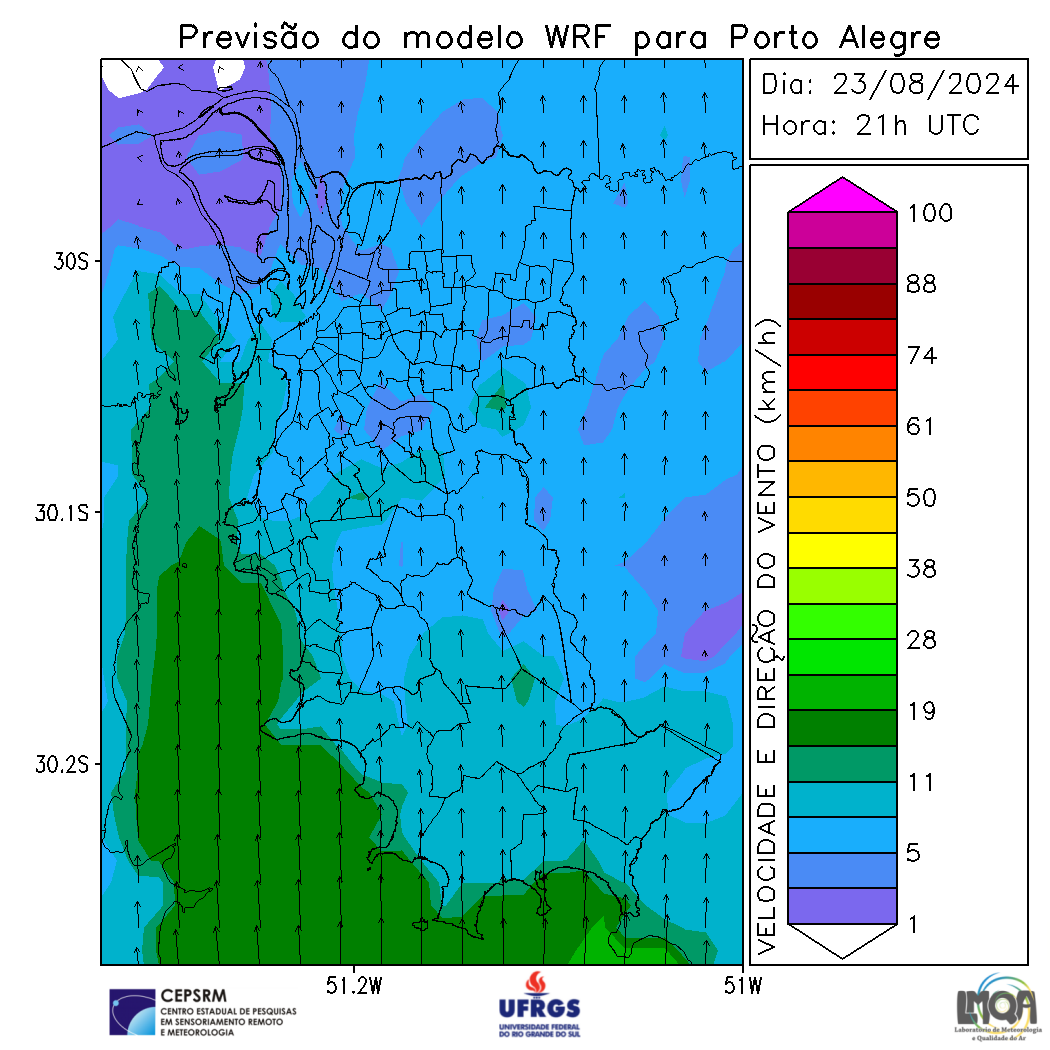 Previsão do modelo WRF para Porto Alegre
Dia: 23/08/2024
Hora: 21h UTC
30S
30.1S
30.2S
51.2W
51W
VELOCIDADE E DIREÇÃO DO VENTO (km/h)
100
88
74
61
50
38
28
19
11
5
1
CEPSRM
CENTRO ESTADUAL DE PESQUISAS
EM SENSORIAMENTO REMOTO
E METEOROLOGIA
UFRGS
UNIVERSIDADE FEDERAL
DO RIO GRANDE DO SUL
LMQA
Laboratório de Meteorologia
e Qualidade do Ar